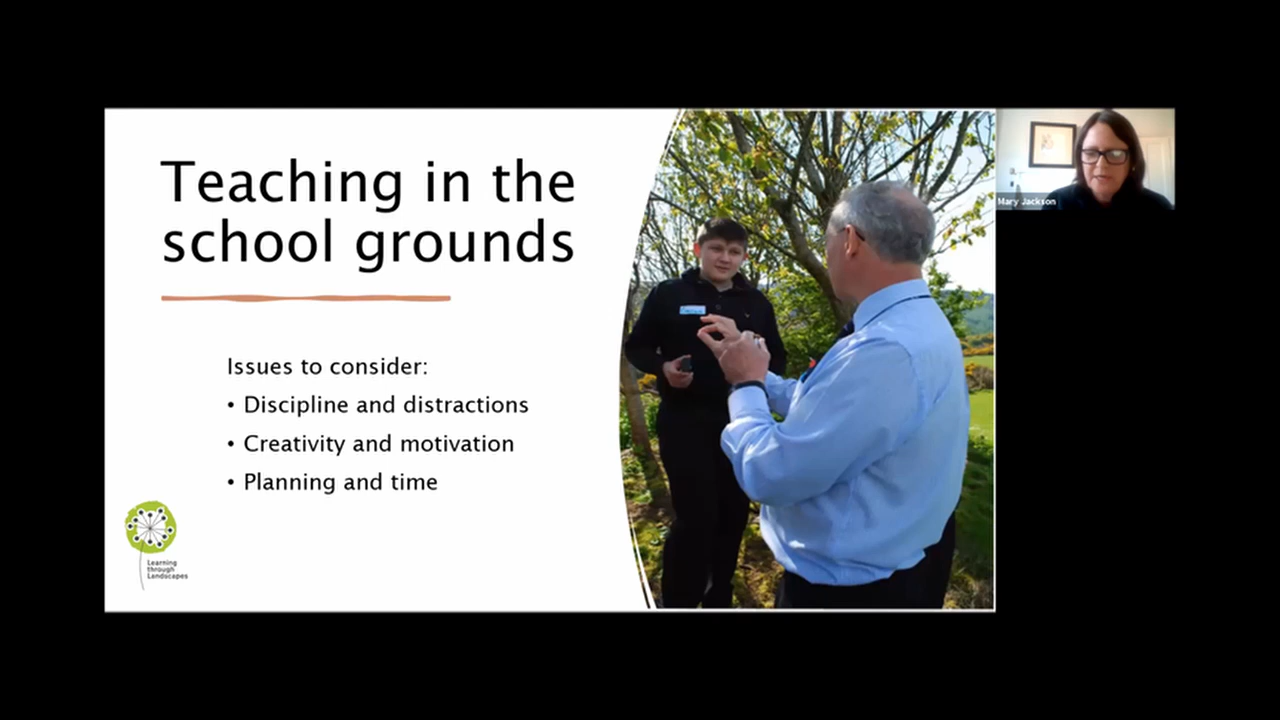 Teaching in the
school grounds
Issues to consider:
• Discipline and distractions
• Creativity and motivation
• Planning and time
Learning
through
Landscapes
Mary Jackson